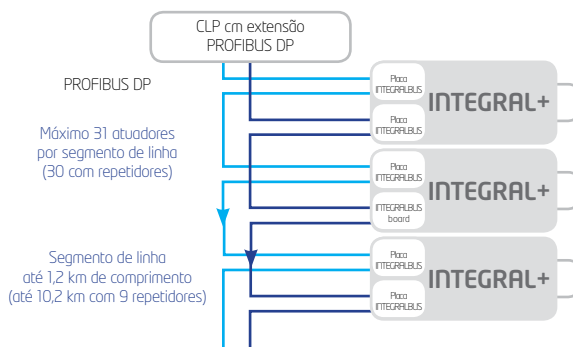 CLP cm extensão
PROFIBUS DP
PROFIBUS DP
Máximo 31 atuadores
por segmento de linha
(30 com repetidores)
Segmento de linha
até 1,2 km de comprimento
(até 10,2 km com 9 repetidores)
Placa
INTEGRALBUS
Placa
INTEGRALBUS
INTEGRAL+
Placa
INTEGRALBUS
INTEGRALBUS
board
INTEGRAL+
Placa
INTEGRALBUS
Placa
INTEGRALBUS
INTEGRAL+